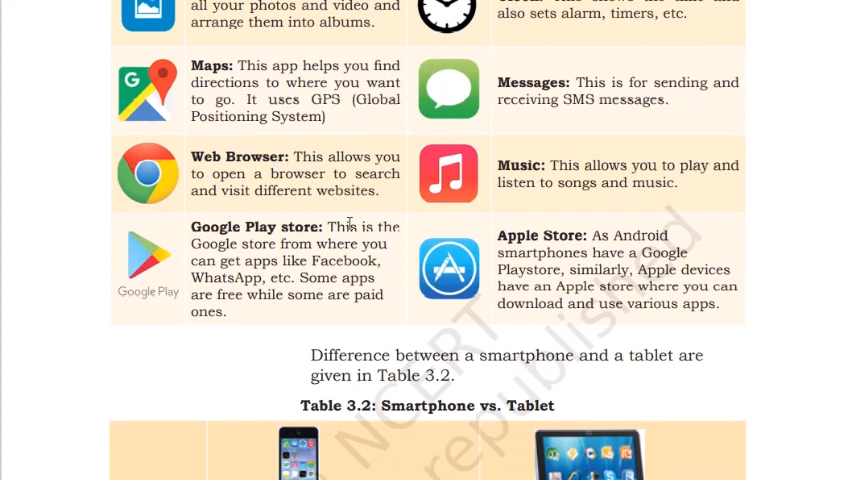 all your photos and video and
arrange them into albums.
also sets alarm, timers, etc.
Maps: This app helps you find
directions to where you want
to go. It uses GPS (Global
Positioning System)
Messages: This is for sending and
receiving SMS messages.
Web Browser: This allows you
to open a browser to search
and visit different websites.
Music: This allows you to play and
listen to songs and music.
Google Play store: This is the
Google store from where you
can get apps like Facebook,
WhatsApp, etc. Some apps
are free while some are paid
ones.
Google Play
Apple Store: As Android
smartphones have a Google
Playstore, similarly, Apple devices
have an Apple store where you can
download and use various apps.
Difference between a smartphone and a tablet are
given in Table 3.2.
Table 3.2: Smartphone vs. Tablet
NCERT
republished